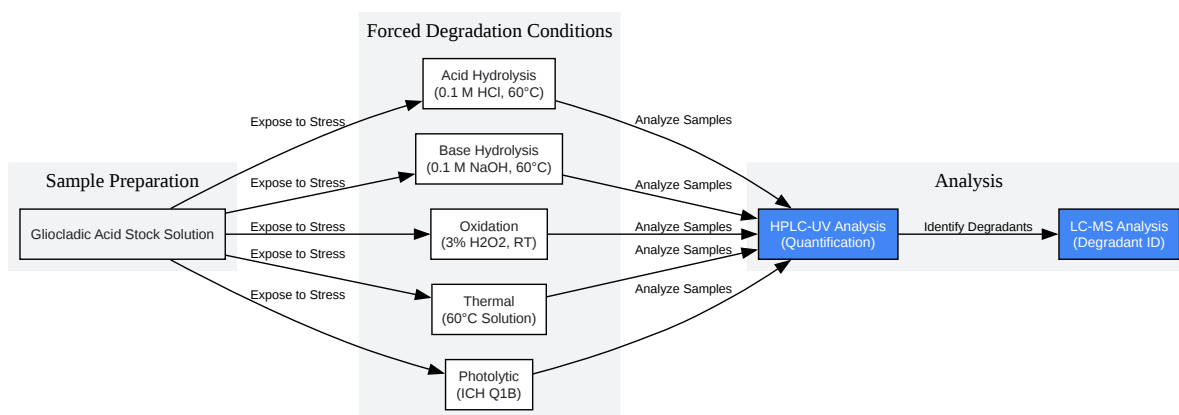 Forced Degradation Conditions
Acid Hydrolysis
(0.1 M HCl, 60°C)
Expose to Stress
Analyze Samples
Base Hydrolysis
(0.1 M NaOH, 60°C)
Sample Preparation
Expose to Stress
Analyze Samples
Analysis
Gliocladic Acid Stock Solution
Expose to Stress
Oxidation
(3% H2O2, RT)
Analyze Samples
HPLC-UV Analysis
(Quantification)
Identify Degradants
LC-MS Analysis
(Degradant ID)
Expose to Stress
Analyze Samples
Thermal
(60°C Solution)
Expose to Stress
Analyze Samples
Photolytic
(ICH Q1B)